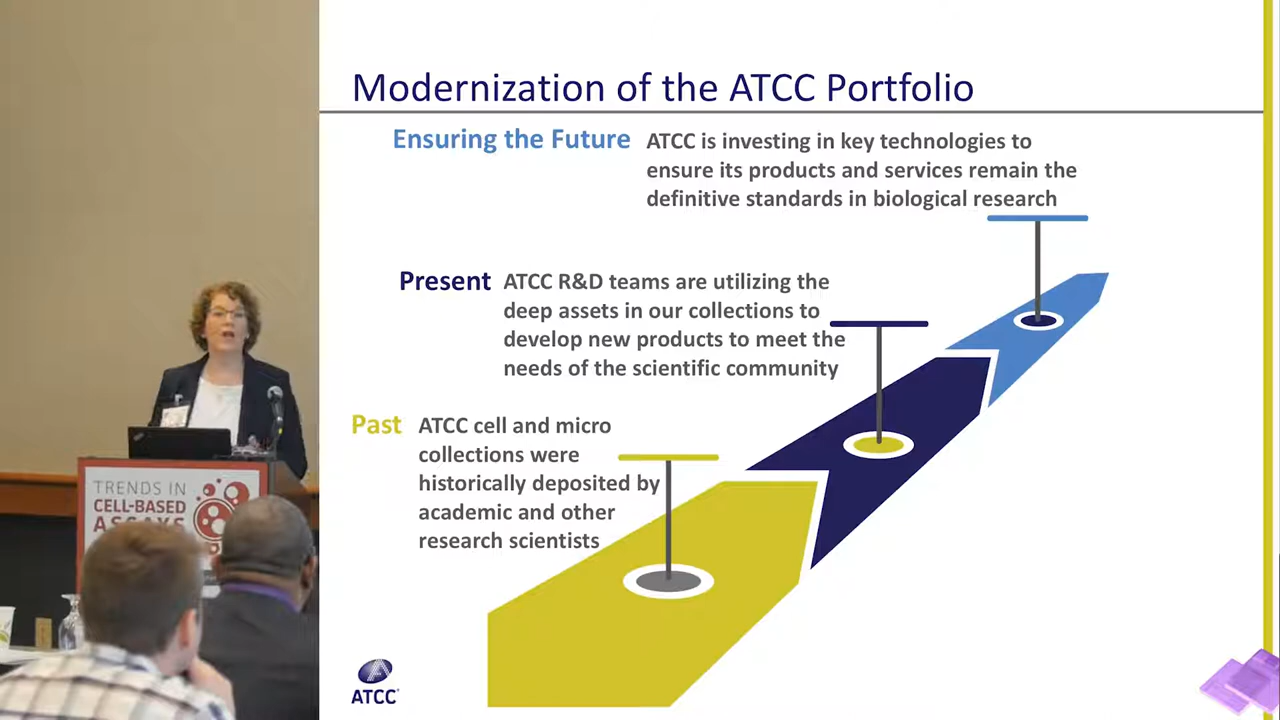 Modernization of the ATCC Portfolio
Ensuring the Future
ATCC is investing in key technologies to
ensure its products and services remain the
definitive standards in biological research
Present
ATCC R&D teams are utilizing the
deep assets in our collections to
develop new products to meet the
needs of the scientific community
Past
ATCC cell and micro
collections were
historically deposited by
academic and other
research scientists
ATCC®
TRENDS IN
CELL-BASED
ASSAYS